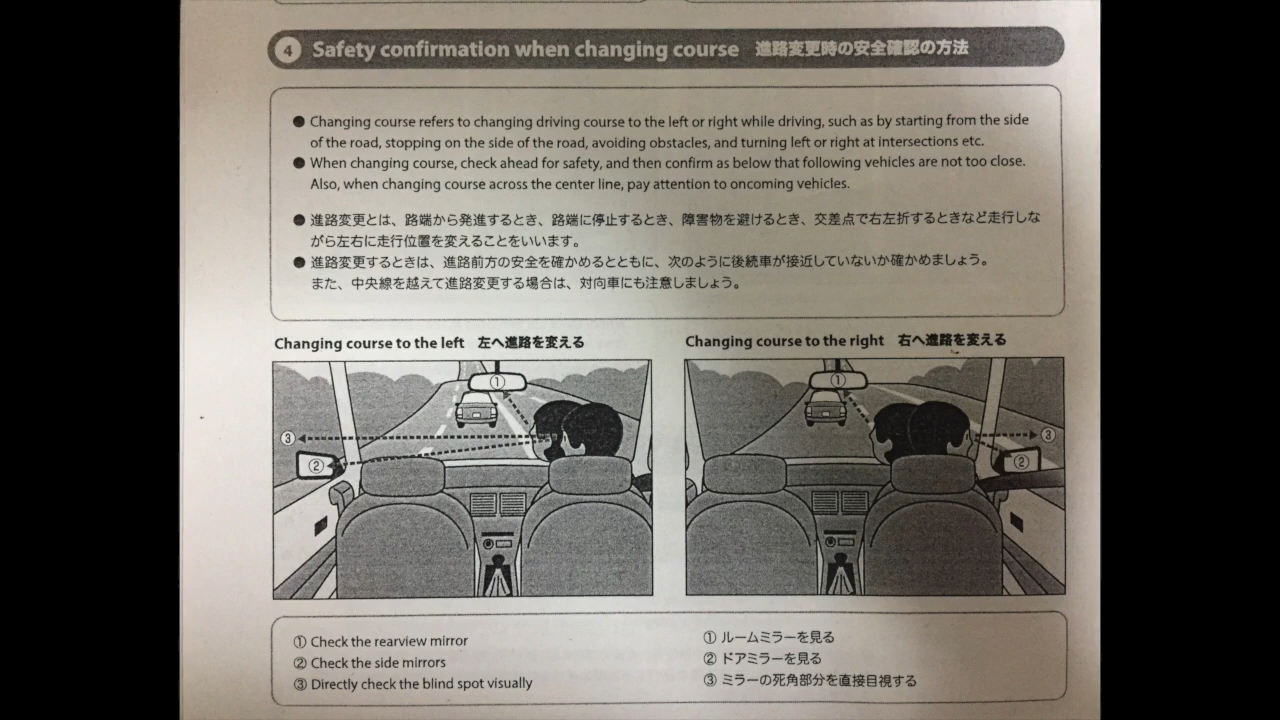 4 Safety confirmation when changing course 進路変更時の安全確認の方法
● Changing course refers to changing driving course to the left or right while driving, such as by starting from the side
of the road, stopping on the side of the road, avoiding obstacles, and turning left or right at intersections etc.
● When changing course, check ahead for safety, and then confirm as below that following vehicles are not too close.
Also, when changing course across the center line, pay attention to oncoming vehicles.
● 進路変更とは、路端から発進するとき、路端に停止するとき、障害物を避けるとき、交差点で右左折するときなど走行しな
がら左右に走行位置を変えることをいいます。
● 進路変更するときは、進路前方の安全を確かめるとともに、次のように後続車が接近していないか確かめましょう。
また、中央線を越えて進路変更する場合は、対向車にも注意しましょう。
Changing course to the left 左へ進路を変える
①
③
②
Changing course to the right 右へ進路を変える
①
③
②
① Check the rearview mirror
② Check the side mirrors
③ Directly check the blind spot visually
① ルームミラーを見る
② ドアミラーを見る
③ ミラーの死角部分を直接目視する